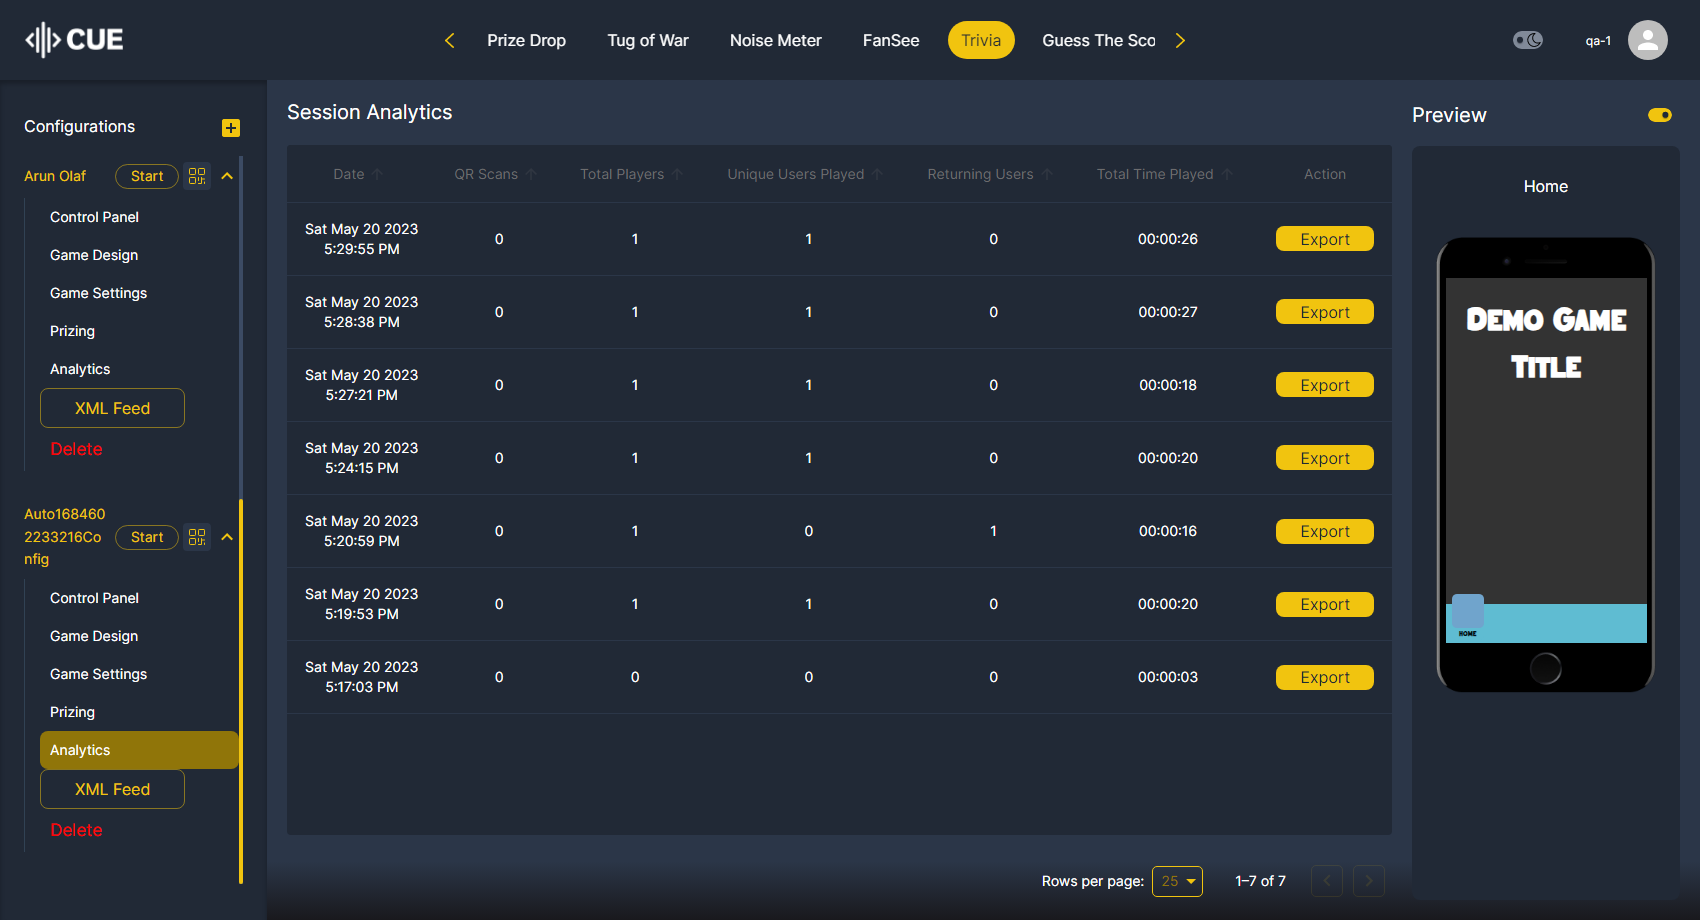 CUE
Prize Drop
Tug of War
Noise Meter
FanSee
Trivia
Guess The Sco
qa-1
Configurations
Arun Olaf
Start
Control Panel
Game Design
Game Settings
Prizing
Analytics
XML Feed
Delete
Auto168460
2233216Co
nfig
Start
Control Panel
Game Design
Game Settings
Prizing
Analytics
XML Feed
Delete
Session Analytics
Date QR Scans Total Players Unique Users Played Returning Users Total Time Played Action
Sat May 20 2023
5:29:55 PM 0 1 1 0 00:00:26 Export
Sat May 20 2023
5:28:38 PM 0 1 1 0 00:00:27 Export
Sat May 20 2023
5:27:21 PM 0 1 1 0 00:00:18 Export
Sat May 20 2023
5:24:15 PM 0 1 1 0 00:00:20 Export
Sat May 20 2023
5:20:59 PM 0 1 0 1 00:00:16 Export
Sat May 20 2023
5:19:53 PM 0 1 1 0 00:00:20 Export
Sat May 20 2023
5:17:03 PM 0 0 0 0 00:00:03 Export
Rows per page: 25 1–7 of 7
Preview
Home
Demo Game
Title
HOME